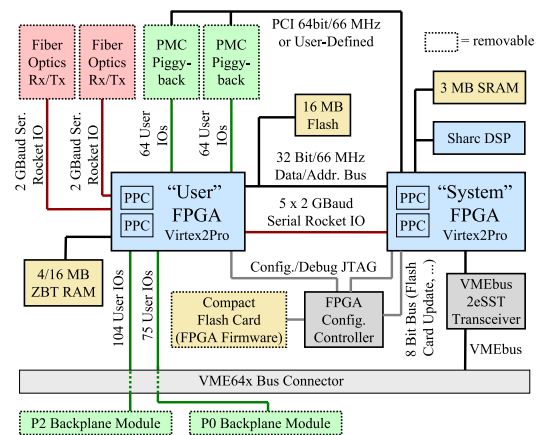 Fiber
Optics
Rx/Tx
Fiber
Optics
Rx/Tx
PMC
Piggy-
back
PMC
Piggy-
back
PCI 64bit/66 MHz
or User-Defined
= removable
16 MB
Flash
3 MB SRAM
Sharc DSP
2 GBaud Ser.
Rocket IO
2 GBaud Ser.
Rocket IO
64 User
IOs
64 User
IOs
32 Bit/66 MHz
Data/Addr. Bus
PPC
PPC
"User"
FPGA
Virtex2Pro
5 x 2 GBaud
Serial Rocket IO
PPC
PPC
"System"
FPGA
Virtex2Pro
4/16 MB
ZBT RAM
104 User IOs
75 User IOs
Config./Debug JTAG
Compact
Flash Card
(FPGA Firmware)
FPGA
Config.
Controller
8 Bit Bus (Flash
Card Update, ...)
VMEbus
2eSST
Transceiver
VMEbus
VME64x Bus Connector
P2 Backplane Module
P0 Backplane Module